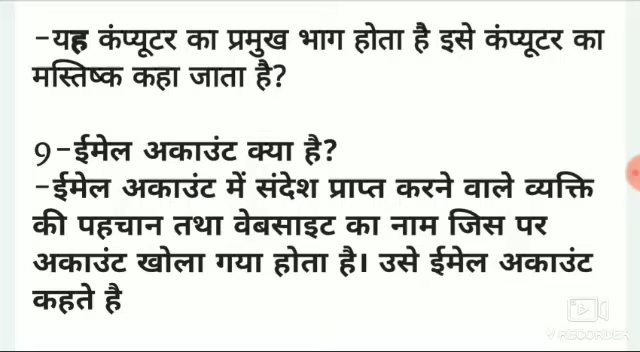 -यह कंप्यूटर का प्रमुख भाग होता है इसे कंप्यूटर का
मस्तिष्क कहा जाता है?
9-ईमेल अकाउंट क्या है?
-ईमेल अकाउंट में संदेश प्राप्त करने वाले व्यक्ति
की पहचान तथा वेबसाइट का नाम जिस पर
अकाउंट खोला गया होता है। उसे ईमेल अकाउंट
कहते है
V RECORDER